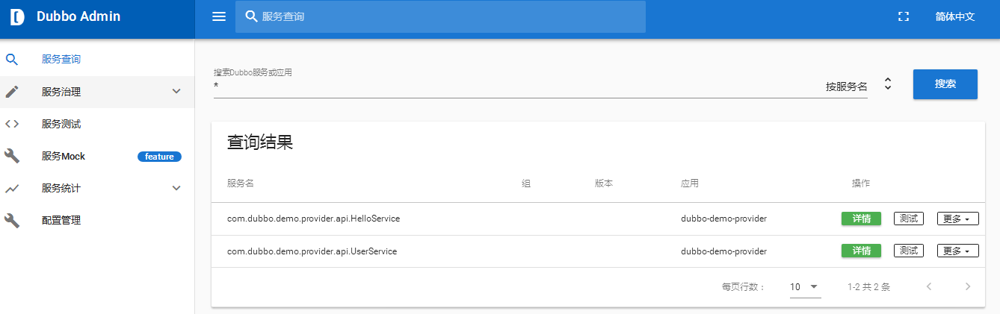 Dubbo Admin
服务查询
简体中文
服务查询
服务治理
服务测试
服务Mock feature
服务统计
配置管理
搜索Dubbo服务或应用
* 按服务名 搜索
查询结果
服务名 组 版本 应用 操作
com.dubbo.demo.provider.api.HelloService dubbo-demo-provider 详情 测试 更多
com.dubbo.demo.provider.api.UserService dubbo-demo-provider 详情 测试 更多
每页行数： 10 1-2 共 2 条